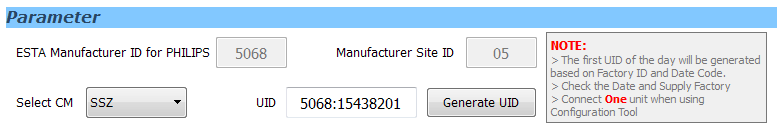 Parameter
ESTA Manufacturer ID for PHILIPS 5068 Manufacturer Site ID 05
Select CM SSZ UID 5068:15438201 Generate UID
NOTE:
> The first UID of the day will be generated
based on Factory ID and Date Code.
> Check the Date and Supply Factory
> Connect One unit when using
Configuration Tool